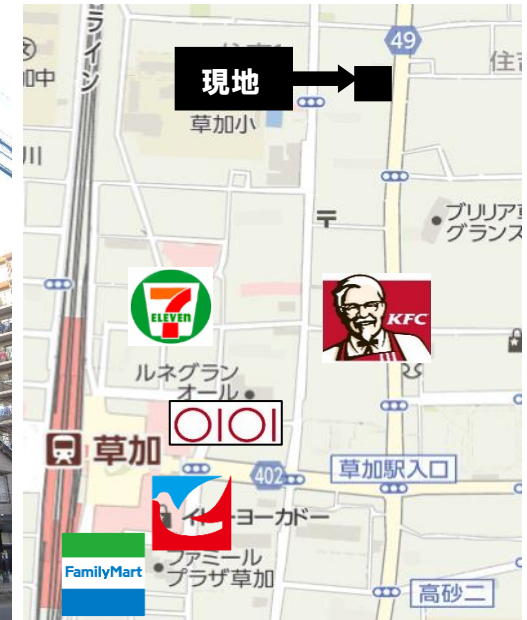 ライン
49
現地
加中
草加小
川
〒
ブリリア
グランス
7
ELEVEN
KFC
ルネグラン
オール
OIOI
草加
402
草加駅入口
イトーヨーカドー
FamilyMart
ファミール
プラザ草加
高砂二